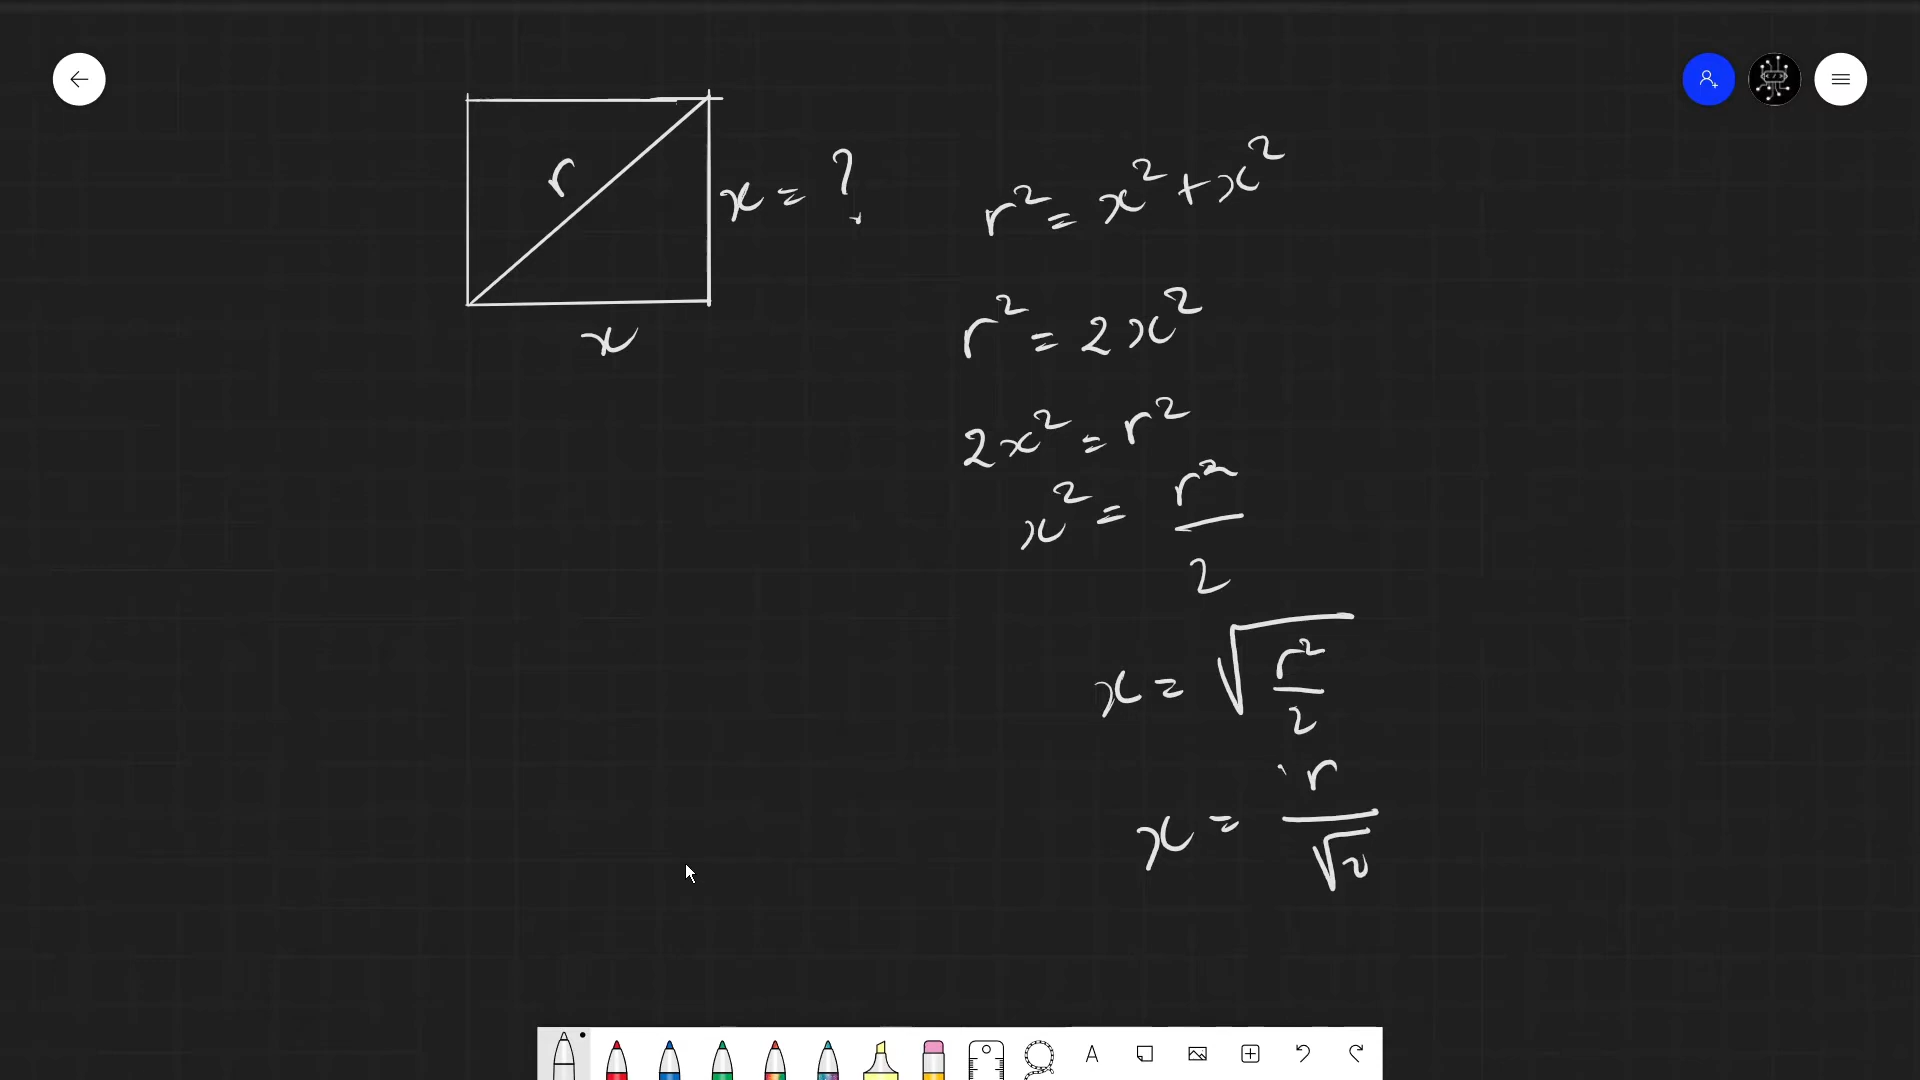 r
x = ?
x
r² = x² + x²
r² = 2x²
2x² = r²
x² = r²/2
x = √(r²/2)
x = r/√2
A